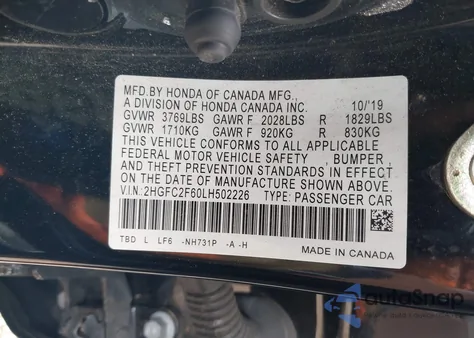 MFD.BY HONDA OF CANADA MFG.,
A DIVISION OF HONDA CANADA INC. 10/'19
GVWR 3769LBS GAWR F 2028LBS R 1829LBS
GVWR 1710KG GAWR F 920KG R 830KG
THIS VEHICLE CONFORMS TO ALL APPLICABLE
FEDERAL MOTOR VEHICLE SAFETY , BUMPER ,
AND THEFT PREVENTION STANDARDS IN EFFECT
ON THE DATE OF MANUFACTURE SHOWN ABOVE.
V.I.N: 2HGFC2F60LH502226 TYPE: PASSENGER CAR
TBD L LF6 -NH731P -A -H
MADE IN CANADA
autoSnap